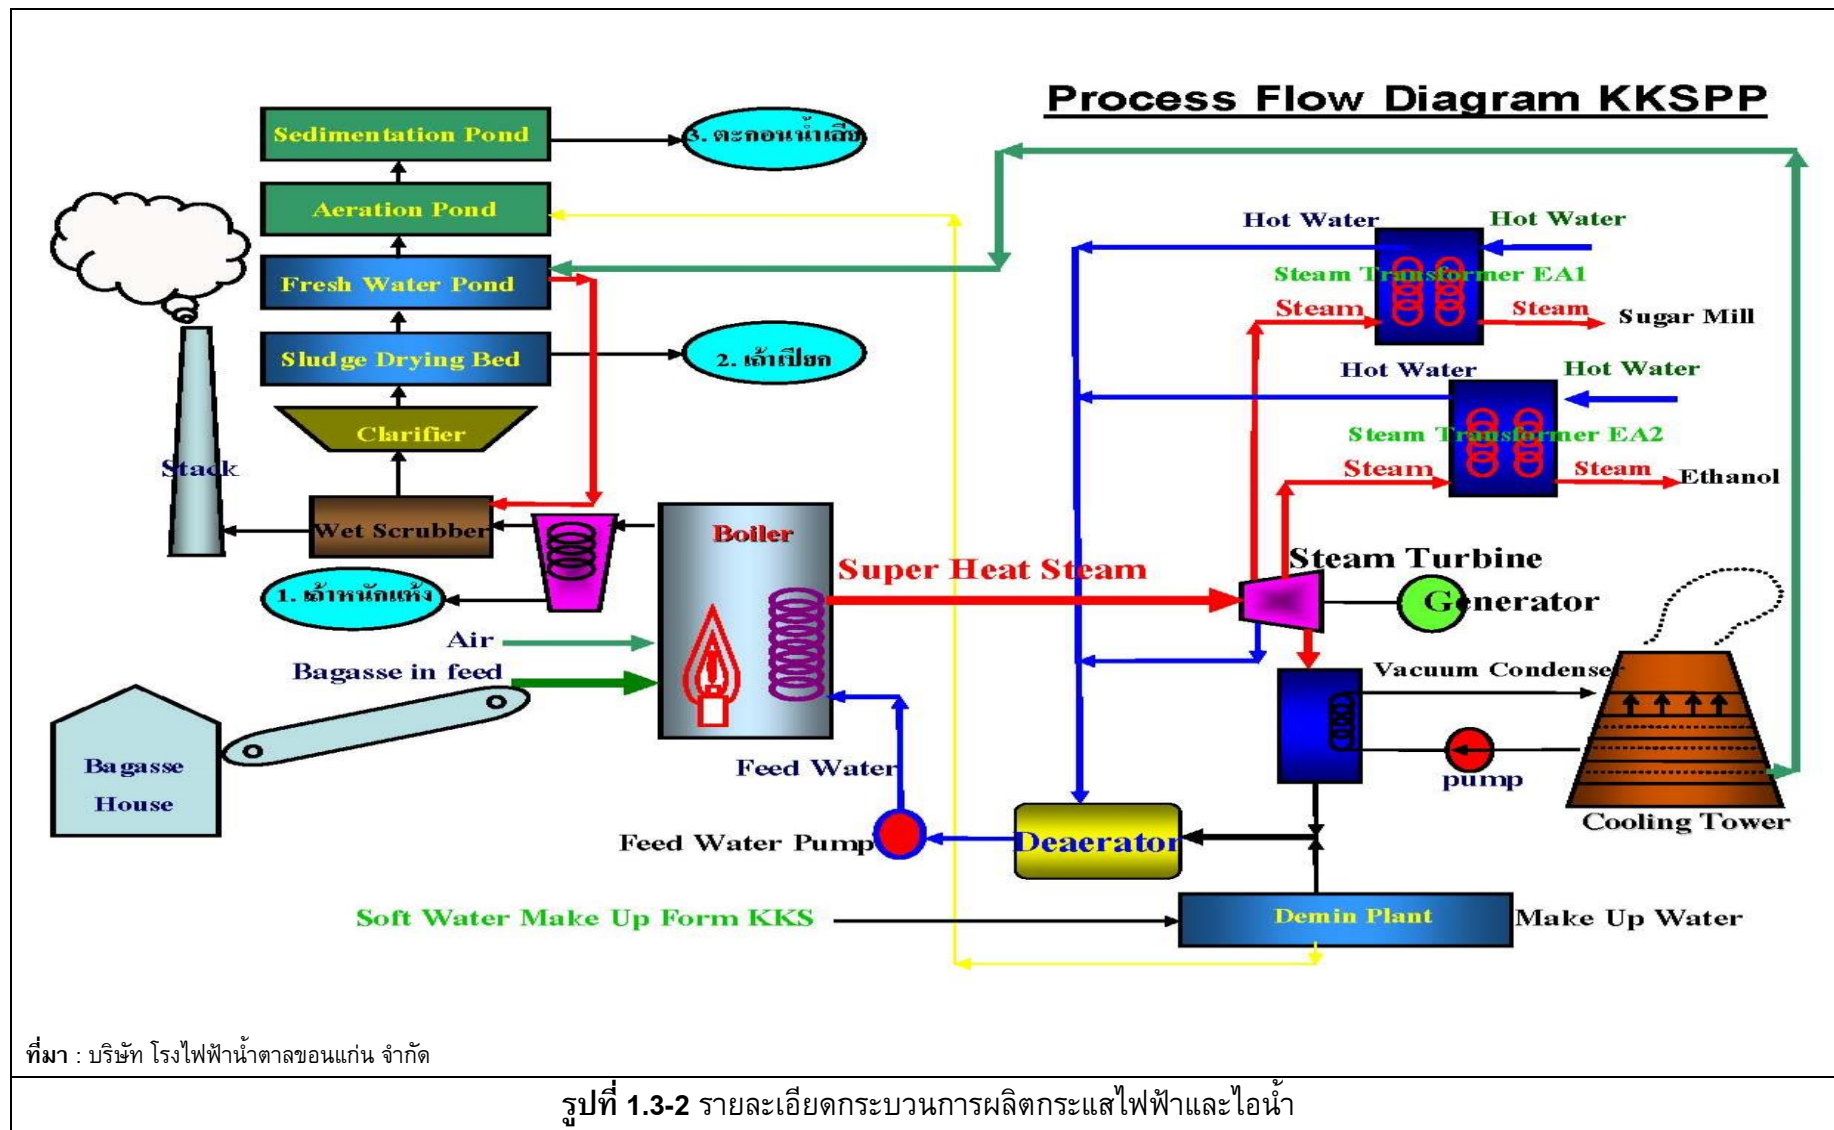 Process Flow Diagram KKSPP
Sedimentation Pond
3. ตะกอนน้ำเสีย
Aeration Pond
Hot Water
Hot Water
Fresh Water Pond
Steam Transformer EA1
Steam
Steam
Sugar Mill
Sludge Drying Bed
2. เถ้าเปียก
Hot Water
Hot Water
Clarifier
Steam Transformer EA2
Stack
Steam
Steam
Ethanol
Wet Scrubber
Boiler
Steam Turbine
Super Heat Steam
1. เถ้าหนักแห้ง
Generator
Air
Bagasse in feed
Vacuum Condenser
Bagasse
House
Feed Water
pump
Cooling Tower
Feed Water Pump
Deaerator
Soft Water Make Up Form KKS
Demin Plant
Make Up Water
ที่มา : บริษัท โรงไฟฟ้าน้ำตาลขอนแก่น จำกัด
รูปที่ 1.3-2 รายละเอียดกระบวนการผลิตกระแสไฟฟ้าและไอน้ำ